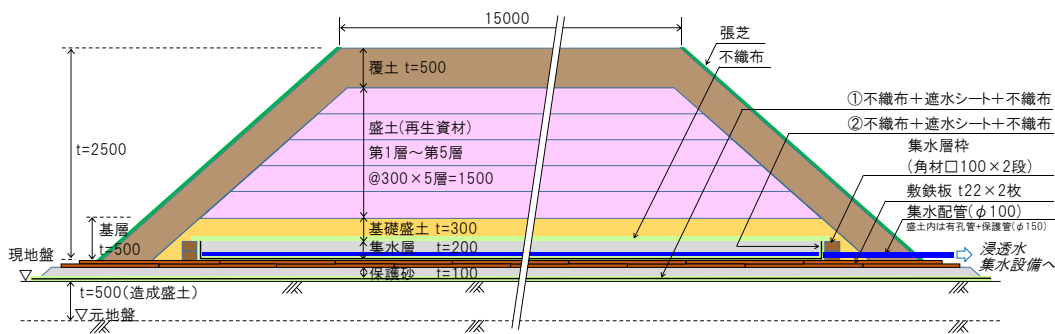 15000
張芝
不織布
覆土 t=500
①不織布+遮水シート+不織布
②不織布+遮水シート+不織布
盛土(再生資材)
第1層～第5層
@300×5層=1500
t=2500
集水層枠
(角材□100×2段)
敷鉄板 t22×2枚
集水配管(φ100)
盛土内は有孔管+保護管(φ150)
基層
t=500
基礎盛土 t=300
集水層 t=200
保護砂 t=100
現地盤
浸透水
集水設備へ
t=500(造成盛土)
▽元地盤